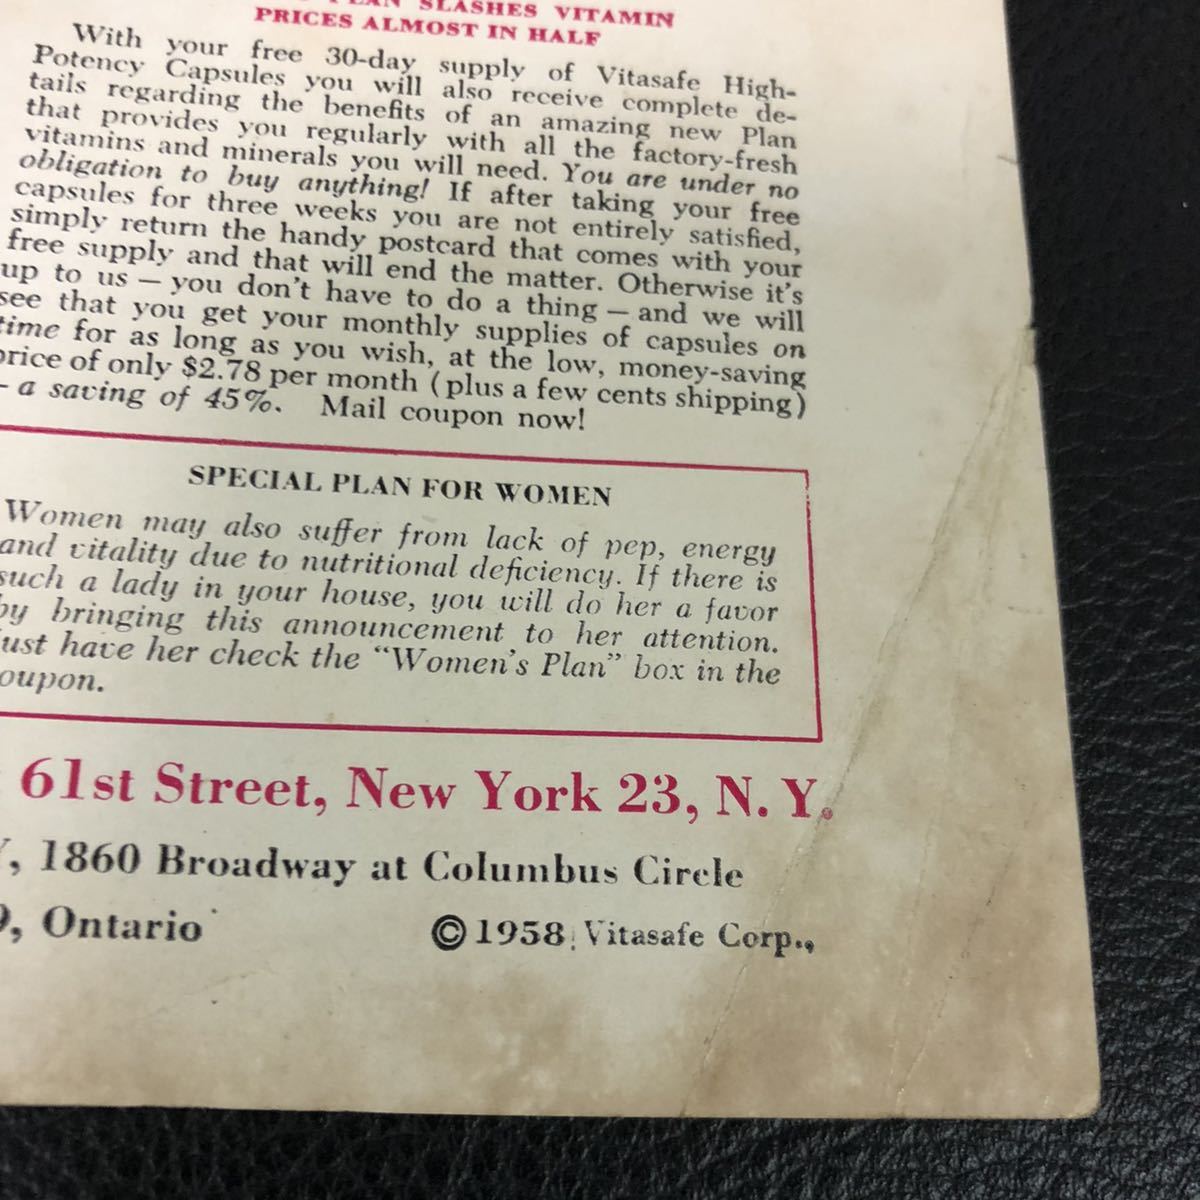 PLAN SLASHES VITAMIN
PRICES ALMOST IN HALF
With your free 30-day supply of Vitasafe High-
Potency Capsules you will also receive complete de-
tails regarding the benefits of an amazing new Plan
that provides you regularly with all the factory-fresh
vitamins and minerals you will need. You are under no
obligation to buy anything! If after taking your free
capsules for three weeks you are not entirely satisfied,
simply return the handy postcard that comes with your
free supply and that will end the matter. Otherwise it's
up to us — you don't have to do a thing — and we will
see that you get your monthly supplies of capsules on
time for as long as you wish, at the low, money-saving
price of only $2.78 per month (plus a few cents shipping)
— a saving of 45%. Mail coupon now!
SPECIAL PLAN FOR WOMEN
Women may also suffer from lack of pep, energy
and vitality due to nutritional deficiency. If there is
such a lady in your house, you will do her a favor
by bringing this announcement to her attention.
ust have her check the “Women's Plan” box in the
oupon.
61st Street, New York 23, N. Y.
, 1860 Broadway at Columbus Circle
9, Ontario
© 1958 Vitasafe Corp.,